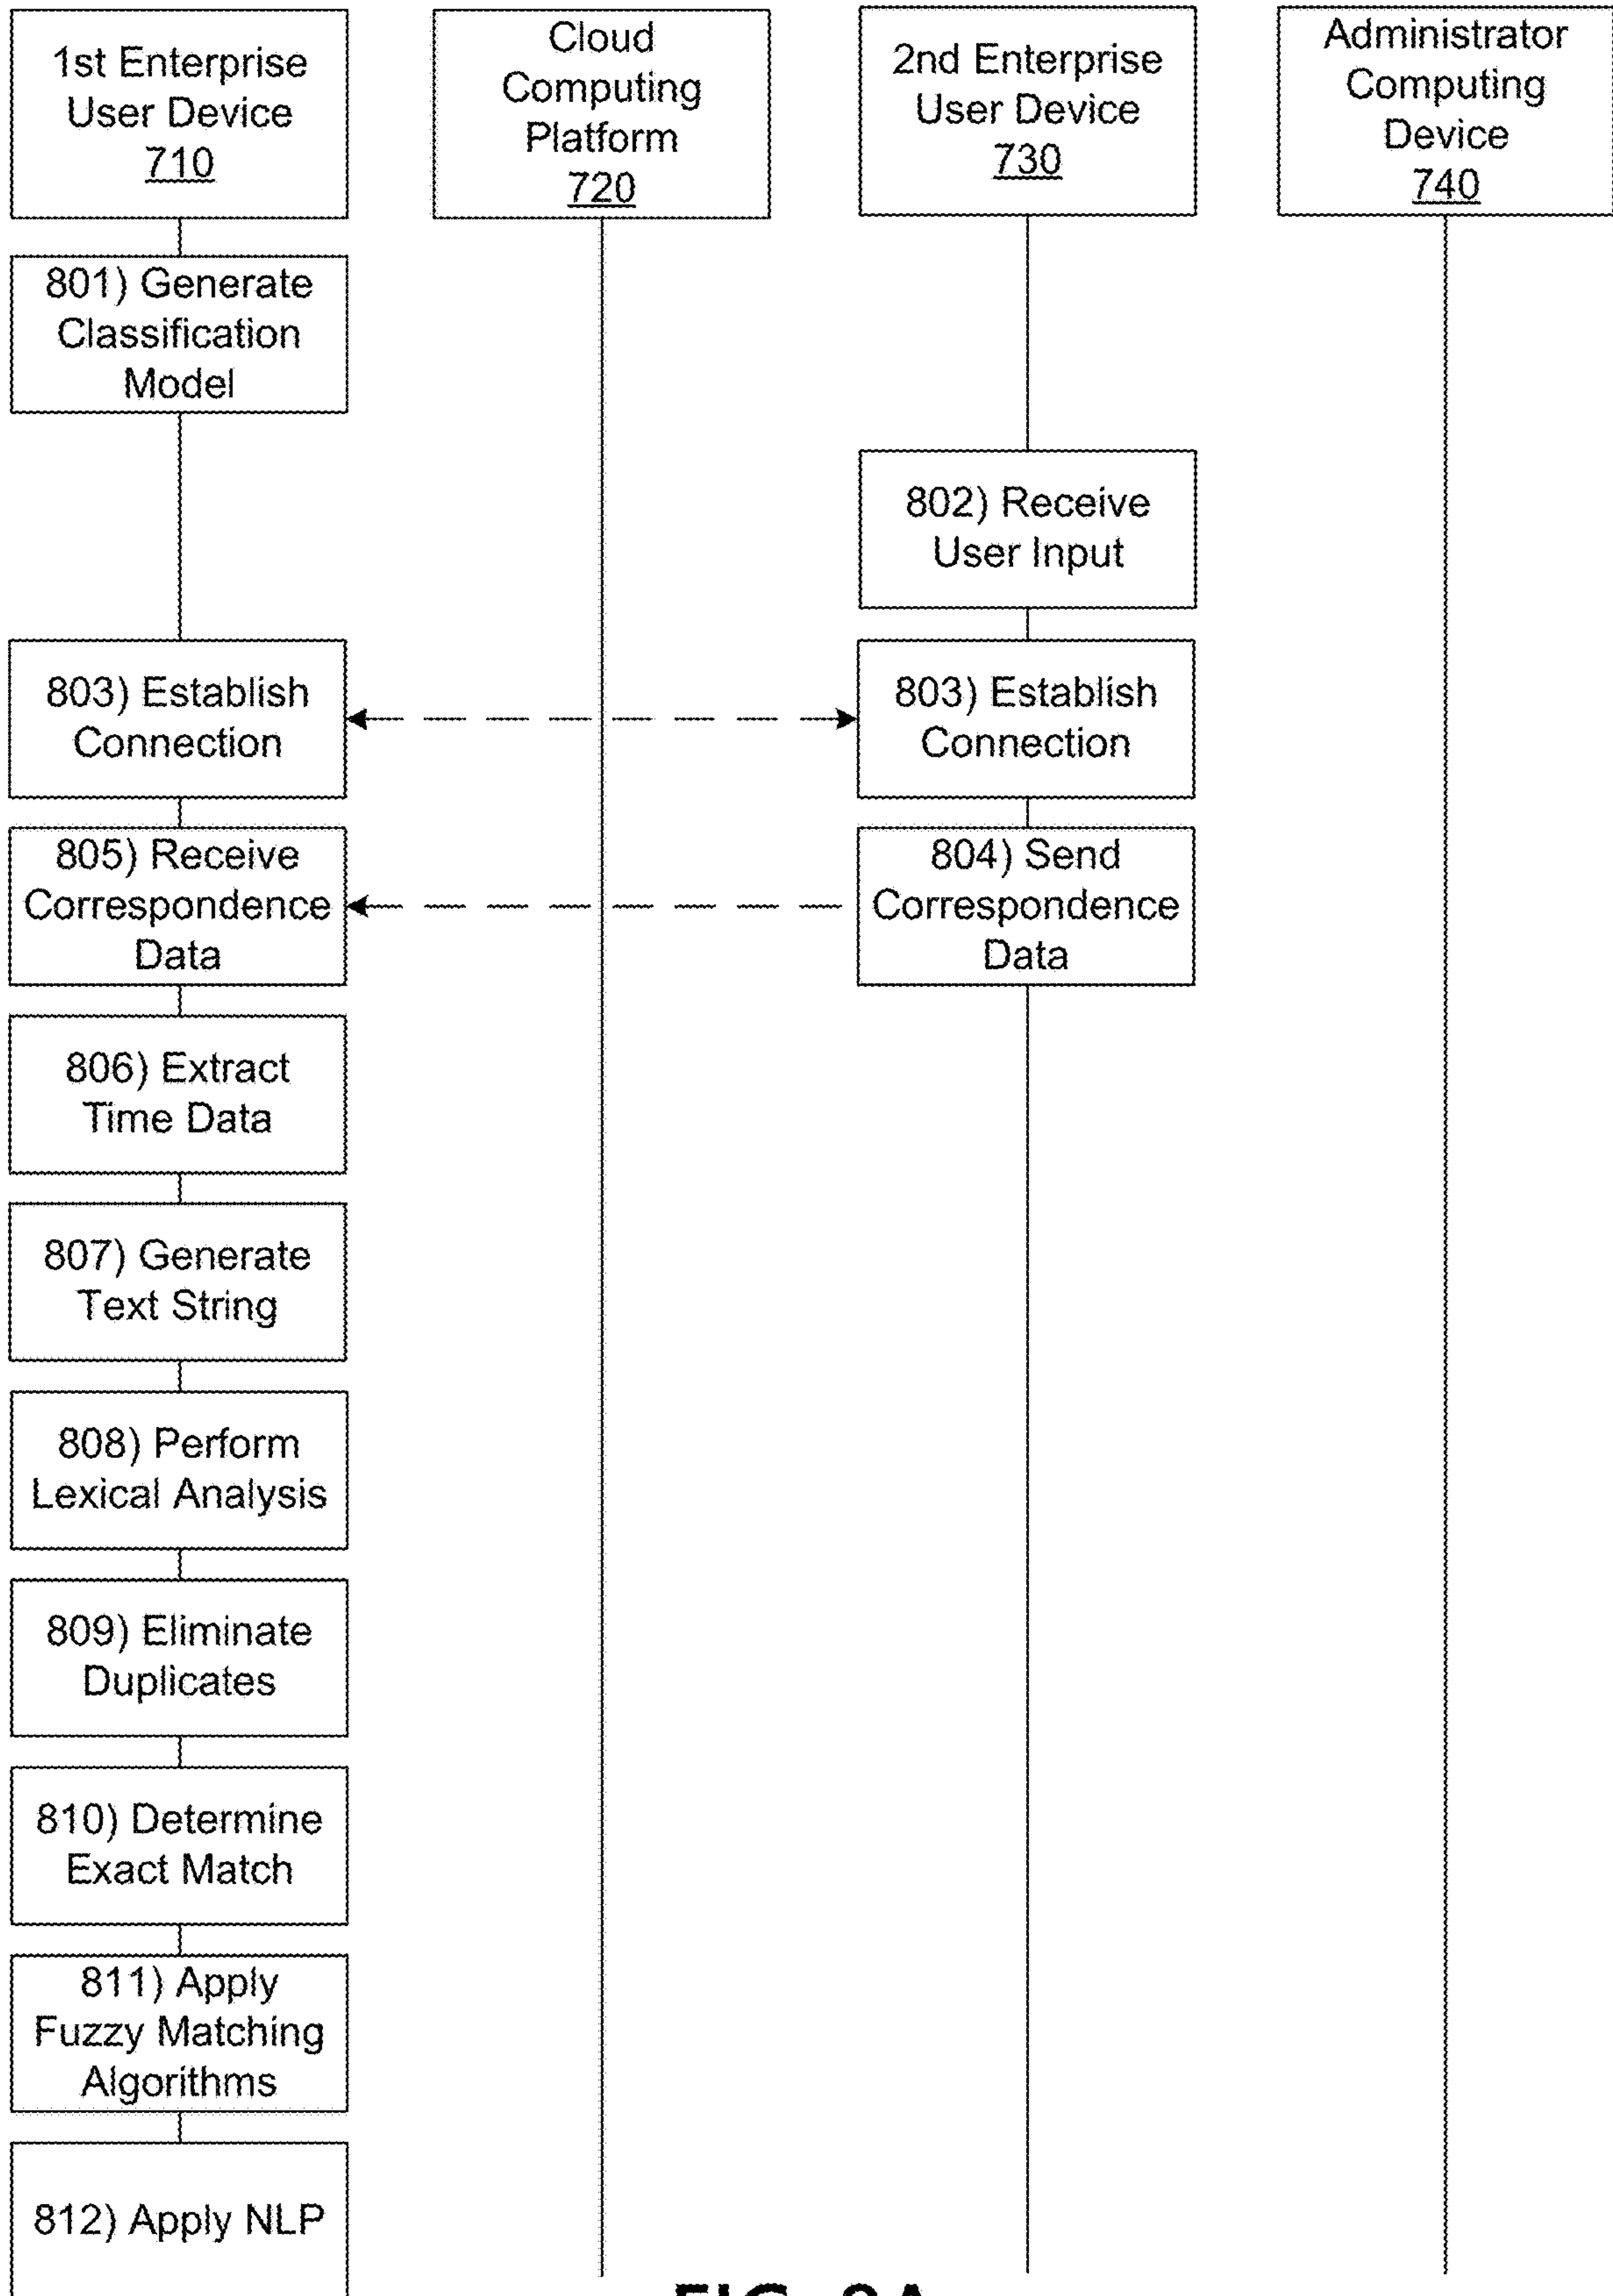 1st Enterprise
User Device
710
Cloud
Computing
Platform
720
2nd Enterprise
User Device
730
Administrator
Computing
Device
740
801) Generate
Classification
Model
802) Receive
User Input
803) Establish
Connection
803) Establish
Connection
805) Receive
Correspondence
Data
804) Send
Correspondence
Data
806) Extract
Time Data
807) Generate
Text String
808) Perform
Lexical Analysis
809) Eliminate
Duplicates
810) Determine
Exact Match
811) Apply
Fuzzy Matching
Algorithms
812) Apply NLP